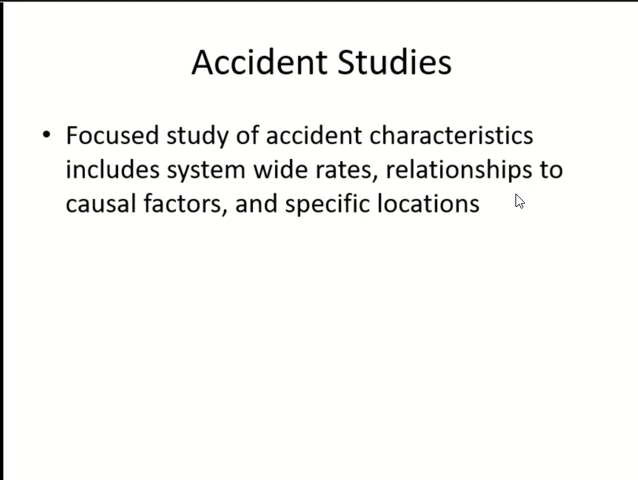 Accident Studies
• Focused study of accident characteristics
includes system wide rates, relationships to
causal factors, and specific locations